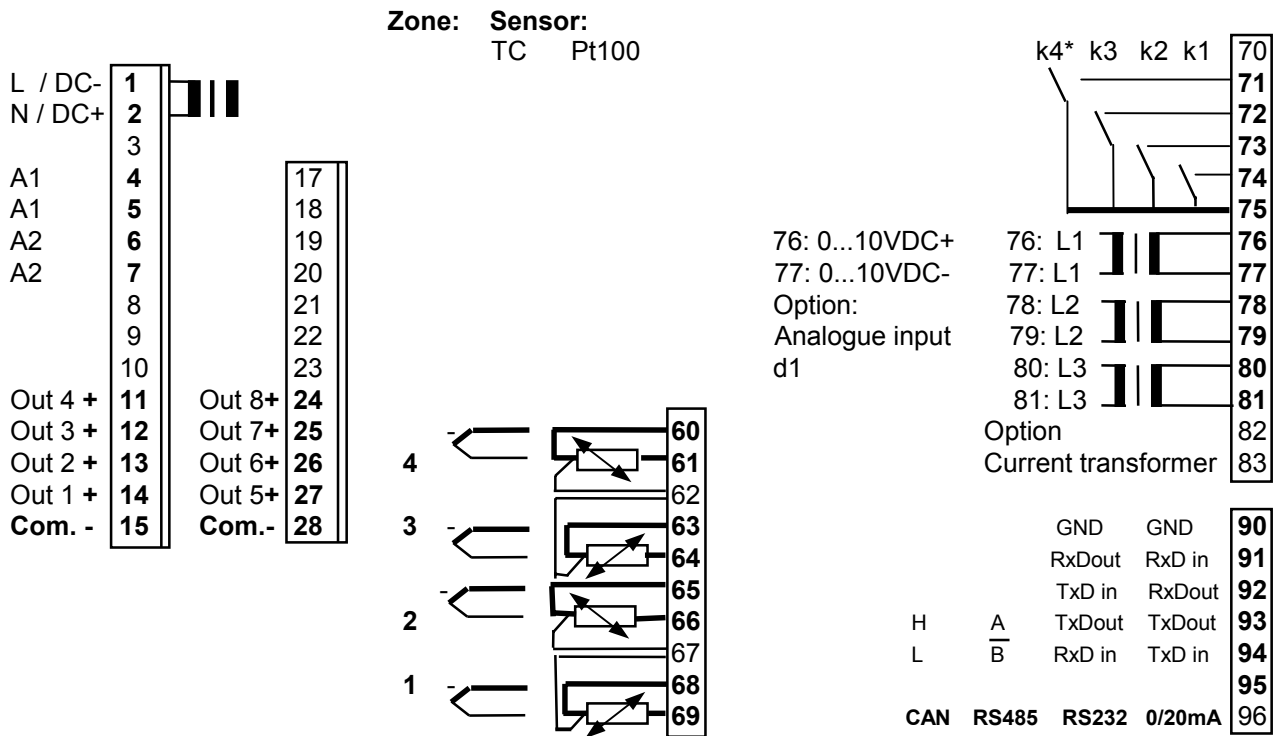 Zone: Sensor:
TC Pt100
L / DC- 1
N / DC+ 2
3
A1 4
A1 5
A2 6
A2 7
8
9
10
Out 4 + 11
Out 3 + 12
Out 2 + 13
Out 1 + 14
Com. - 15
17
18
19
20
21
22
23
Out 8+ 24
Out 7+ 25
Out 6+ 26
Out 5+ 27
Com.- 28
- 60
4 61
62
3 - 63
64
- 65
2 66
67
1 - 68
69
k4* k3 k2 k1 70
71
72
73
74
75
76: 0...10VDC+ 76: L1 76
77: 0...10VDC- 77: L1 77
Option: 78: L2 78
Analogue input 79: L2 79
d1 80: L3 80
81: L3 81
Option 82
Current transformer 83
GND GND 90
RxDout RxD in 91
TxD in RxDout 92
H A TxDout TxDout 93
L B̅ RxD in TxD in 94
95
CAN RS485 RS232 0/20mA 96